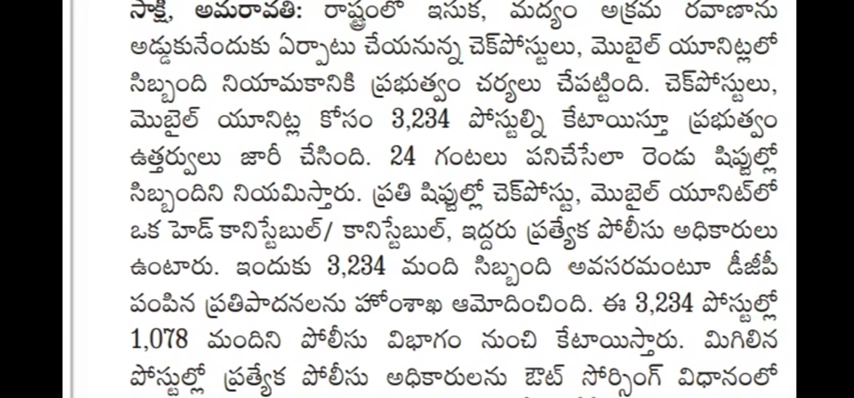 సాక్షి, అమరావతి: రాష్ట్రంలో ఇసుక, మద్యం అక్రమ రవాణాను
అడ్డుకునేందుకు ఏర్పాటు చేయనున్న చెక్‌పోస్టులు, మొబైల్ యూనిట్లలో
సిబ్బంది నియామకానికి ప్రభుత్వం చర్యలు చేపట్టింది. చెక్‌పోస్టులు,
మొబైల్ యూనిట్ల కోసం 3,234 పోస్టుల్ని కేటాయిస్తూ ప్రభుత్వం
ఉత్తర్వులు జారీ చేసింది. 24 గంటలు పనిచేసేలా రెండు షిఫ్టుల్లో
సిబ్బందిని నియమిస్తారు. ప్రతి షిఫ్టుల్లో చెక్‌పోస్టు, మొబైల్ యూనిట్‌లో
ఒక హెడ్ కానిస్టేబుల్/ కానిస్టేబుల్, ఇద్దరు ప్రత్యేక పోలీసు అధికారులు
ఉంటారు. ఇందుకు 3,234 మంది సిబ్బంది అవసరమంటూ డీజీపీ
పంపిన ప్రతిపాదనలను హోంశాఖ ఆమోదించింది. ఈ 3,234 పోస్టుల్లో
1,078 మందిని పోలీసు విభాగం నుంచి కేటాయిస్తారు. మిగిలిన
పోస్టుల్లో ప్రత్యేక పోలీసు అధికారులను ఔట్ సోర్సింగ్ విధానంలో